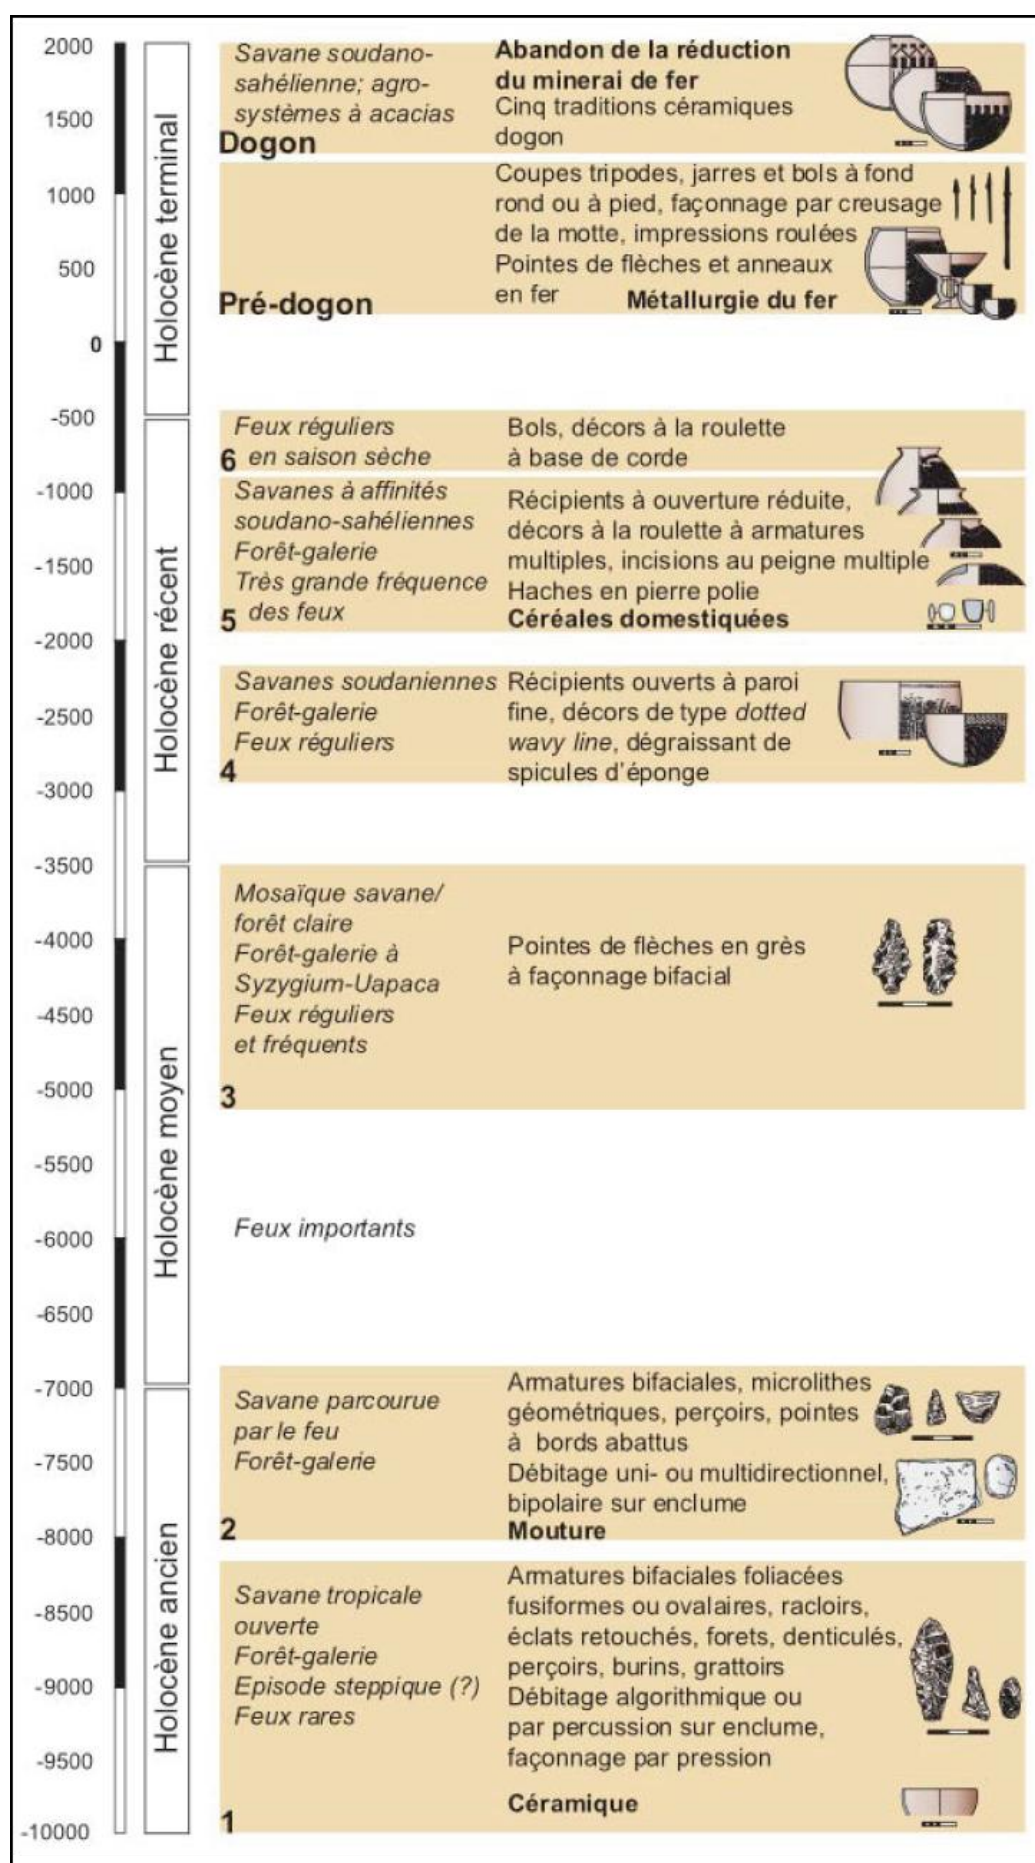 2000
1500
1000
500
0
-500
-1000
-1500
-2000
-2500
-3000
-3500
-4000
-4500
-5000
-5500
-6000
-6500
-7000
-7500
-8000
-8500
-9000
-9500
-10000
Holocène terminal
Holocène récent
Holocène moyen
Holocène ancien
Savane soudano-
sahélienne; agro-
systèmes à acacias
Dogon
Abandon de la réduction
du minerai de fer
Cinq traditions céramiques
dogon
Pré-dogon
Coupes tripodes, jarres et bols à fond
rond ou à pied, façonnage par creusage
de la motte, impressions roulées
Pointes de flèches et anneaux
en fer
Métallurgie du fer
Feux réguliers
en saison sèche
6
Bols, décors à la roulette
à base de corde
Savanes à affinités
soudano-sahéliennes
Forêt-galerie
Très grande fréquence
des feux
5
Récipients à ouverture réduite,
décors à la roulette à armatures
multiples, incisions au peigne multiple
Haches en pierre polie
Céréales domestiquées
Savanes soudaniennes
Forêt-galerie
Feux réguliers
4
Récipients ouverts à paroi
fine, décors de type dotted
wavy line, dégraissant de
spicules d'éponge
Mosaïque savane/
forêt claire
Forêt-galerie à
Syzygium-Uapaca
Feux réguliers
et fréquents
3
Pointes de flèches en grès
à façonnage bifacial
Feux importants
Savane parcourue
par le feu
Forêt-galerie
2
Armatures bifaciales, microlithes
géométriques, perçoirs, pointes
à bords abattus
Débitage uni- ou multidirectionnel,
bipolaire sur enclume
Mouture
Savane tropicale
ouverte
Forêt-galerie
Episode steppique (?)
Feux rares
1
Armatures bifaciales foliacées
fusiformes ou ovalaires, racloirs,
éclats retouchés, forets, denticulés,
perçoirs, burins, grattoirs
Débitage algorithmique ou
par percussion sur enclume,
façonnage par pression
Céramique